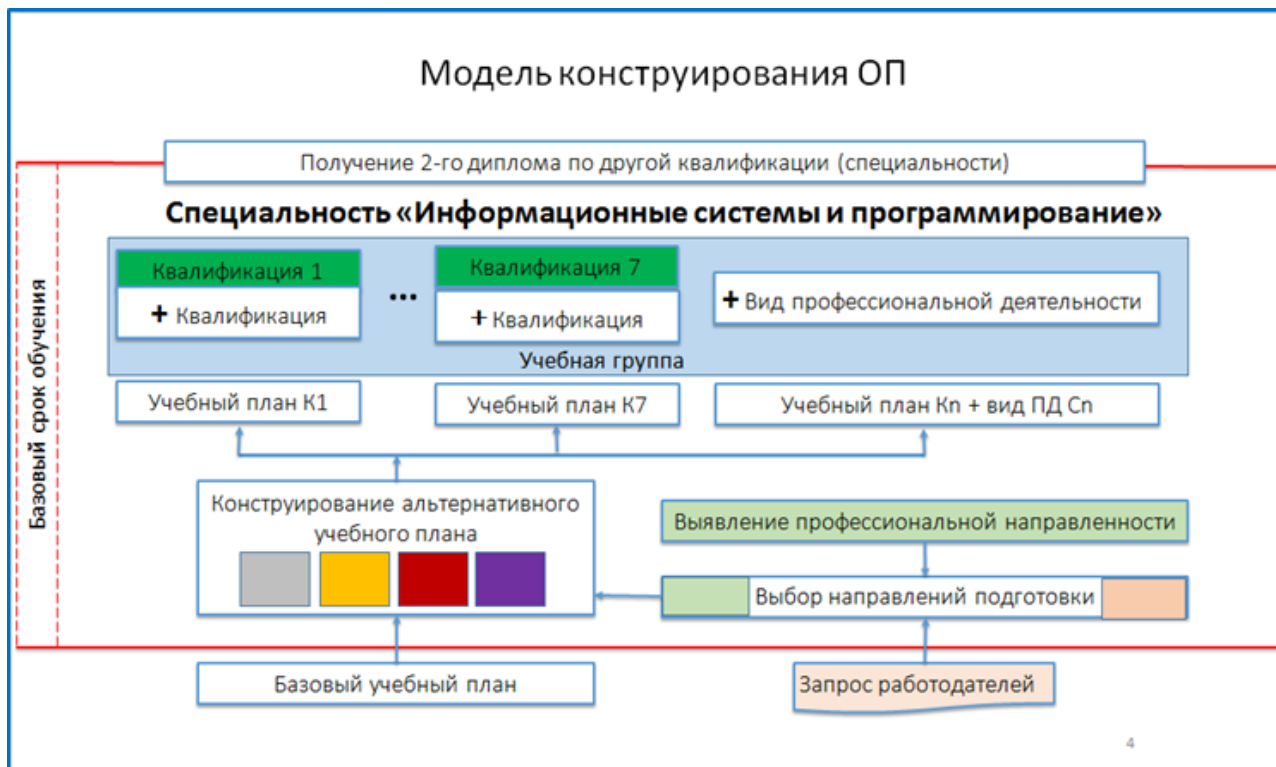 Модель конструирования ОП
Получение 2-го диплома по другой квалификации (специальности)
Специальность «Информационные системы и программирование»
Базовый срок обучения
Квалификация 1
+ Квалификация
...
Квалификация 7
+ Квалификация
+ Вид профессиональной деятельности
Учебная группа
Учебный план К1
Учебный план К7
Учебный план Kn + вид ПД Cn
Конструирование альтернативного
учебного плана
Выявление профессиональной направленности
Выбор направлений подготовки
Базовый учебный план
Запрос работодателей
4